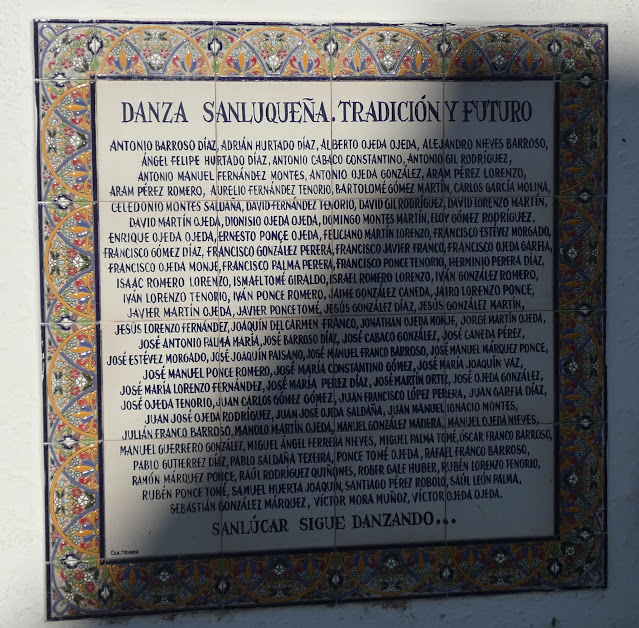 DANZA SANLUQUEÑA. TRADICIÓN Y FUTURO
ANTONIO BARROSO DÍAZ, ADRIÁN HURTADO DÍAZ, ALBERTO OJEDA OJEDA, ALEJANDRO NIEVES BARROSO,
ÁNGEL FELIPE HURTADO DÍAZ, ANTONIO CABACO CONSTANTINO, ANTONIO GIL RODRÍGUEZ,
ANTONIO MANUEL FERNÁNDEZ MONTES, ANTONIO OJEDA GONZÁLEZ, ARAM PÉREZ LORENZO,
ARAM PÉREZ ROMERO, AURELIO FERNÁNDEZ TENORIO, BARTOLOMÉ GÓMEZ MARTÍN, CARLOS GARCÍA MOLINA,
CELEDONIO MONTES SALDAÑA, DAVID FERNÁNDEZ TENORIO, DAVID GIL RODRÍGUEZ, DAVID LORENZO MARTÍN,
DAVID MARTÍN OJEDA, DIONISIO OJEDA OJEDA, DOMINGO MONTES MARTÍN, ELOY GÓMEZ RODRÍGUEZ,
ENRIQUE OJEDA OJEDA, ERNESTO PONCE OJEDA, FELICIANO MARTÍN LORENZO, FRANCISCO ESTÉVEZ MORGADO,
FRANCISCO GÓMEZ DÍAZ, FRANCISCO GONZÁLEZ PERERA, FRANCISCO JAVIER FRANCO, FRANCISCO OJEDA GARFIA,
FRANCISCO OJEDA MONJE, FRANCISCO PALMA PERERA, FRANCISCO PONCE TENORIO, HERMINIO PERERA DÍAZ,
ISAAC ROMERO LORENZO, ISMAEL TOMÉ GIRALDO, ISRAEL ROMERO LORENZO, IVÁN GONZÁLEZ ROMERO,
IVÁN LORENZO TENORIO, IVÁN PONCE ROMERO, JAIME GONZÁLEZ CANEDA, JAIRO LORENZO PONCE,
JAVIER MARTÍN OJEDA, JAVIER PONCE TOMÉ, JESÚS GONZÁLEZ DÍAZ, JESÚS GONZÁLEZ MARTÍN,
JESÚS LORENZO FERNÁNDEZ, JOAQUÍN DEL CARMEN FRANCO, JONATHAN OJEDA MONJE, JORGE MARTÍN OJEDA,
JOSÉ ANTONIO PALMA MARÍA, JOSÉ BARROSO DÍAZ, JOSÉ CABACO GONZÁLEZ, JOSÉ CANEDA PÉREZ,
JOSÉ ESTÉVEZ MORGADO, JOSÉ JOAQUÍN PAISANO, JOSÉ MANUEL FRANCO BARROSO, JOSÉ MANUEL MÁRQUEZ PONCE,
JOSÉ MANUEL PONCE ROMERO, JOSÉ MARÍA CONSTANTINO GÓMEZ, JOSÉ MARÍA JOAQUÍN VAZ,
JOSÉ MARÍA LORENZO FERNÁNDEZ, JOSÉ MARÍA PEREZ DÍAZ, JOSÉ MARTÍN ORTIZ, JOSÉ OJEDA GONZÁLEZ,
JOSÉ OJEDA TENORIO, JUAN CARLOS GÓMEZ GÓMEZ, JUAN FRANCISCO LÓPEZ PERERA, JUAN GARFIA DÍAZ,
JUAN JOSÉ OJEDA RODRÍGUEZ, JUAN JOSÉ OJEDA SALDAÑA, JUAN MANUEL IGNACIO MONTES,
JULIÁN FRANCO BARROSO, MANOLO MARTÍN OJEDA, MANUEL GONZÁLEZ MADERA, MANUEL OJEDA NIEVES,
MANUEL GUERRERO GONZÁLEZ, MIGUEL ÁNGEL FERRERA NIEVES, MIGUEL PALMA TOMÉ, ÓSCAR FRANCO BARROSO,
PABLO GUTIERREZ DÍAZ, PABLO SALDAÑA TEXEIRA, PONCE TOMÉ OJEDA, RAFAEL FRANCO BARROSO,
RAMÓN MÁRQUEZ PONCE, RAÚL RODRÍGUEZ QUIÑONES, ROBER GALE HUBER, RUBÉN LORENZO TENORIO,
RUBÉN PONCE TOMÉ, SAMUEL HUERTA JOAQUÍN, SANTIAGO PÉREZ ROBOLO, SAÚL LEÓN PALMA,
SEBASTIÁN GONZÁLEZ MÁRQUEZ, VÍCTOR MORA MUÑOZ, VÍCTOR OJEDA OJEDA.
SANLÚCAR SIGUE DANZANDO...
CCA. TRIANA